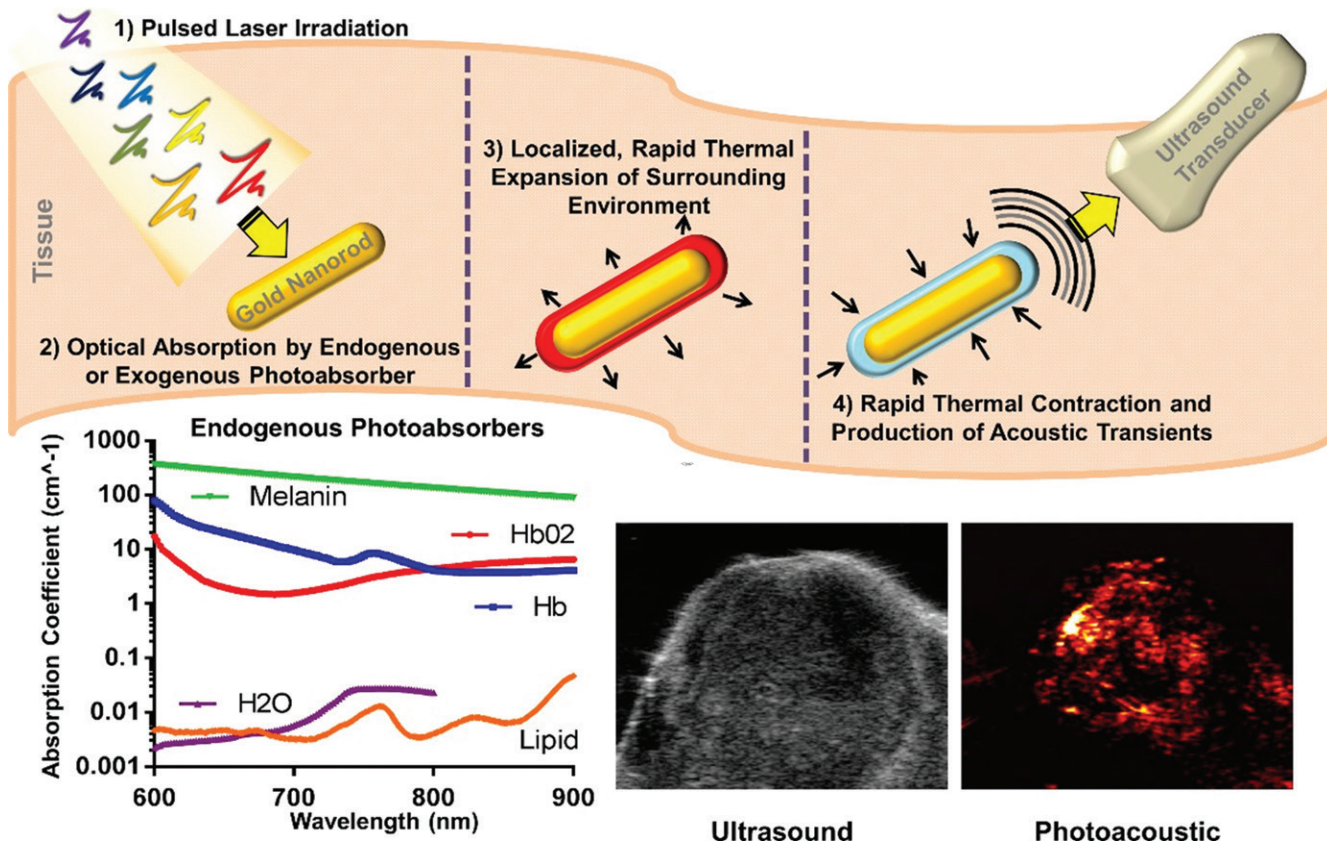 1) Pulsed Laser Irradiation
Tissue
Gold Nanorod
2) Optical Absorption by Endogenous
or Exogenous Photoabsorber
3) Localized, Rapid Thermal
Expansion of Surrounding
Environment
Ultrasound
Transducer
4) Rapid Thermal Contraction and
Production of Acoustic Transients
Endogenous Photoabsorbers
Absorption Coefficient (cm^-1)
1000
100
10
1
0.1
0.01
0.001
Melanin
Hb02
Hb
H2O
Lipid
600
700
800
900
Wavelength (nm)
Ultrasound
Photoacoustic